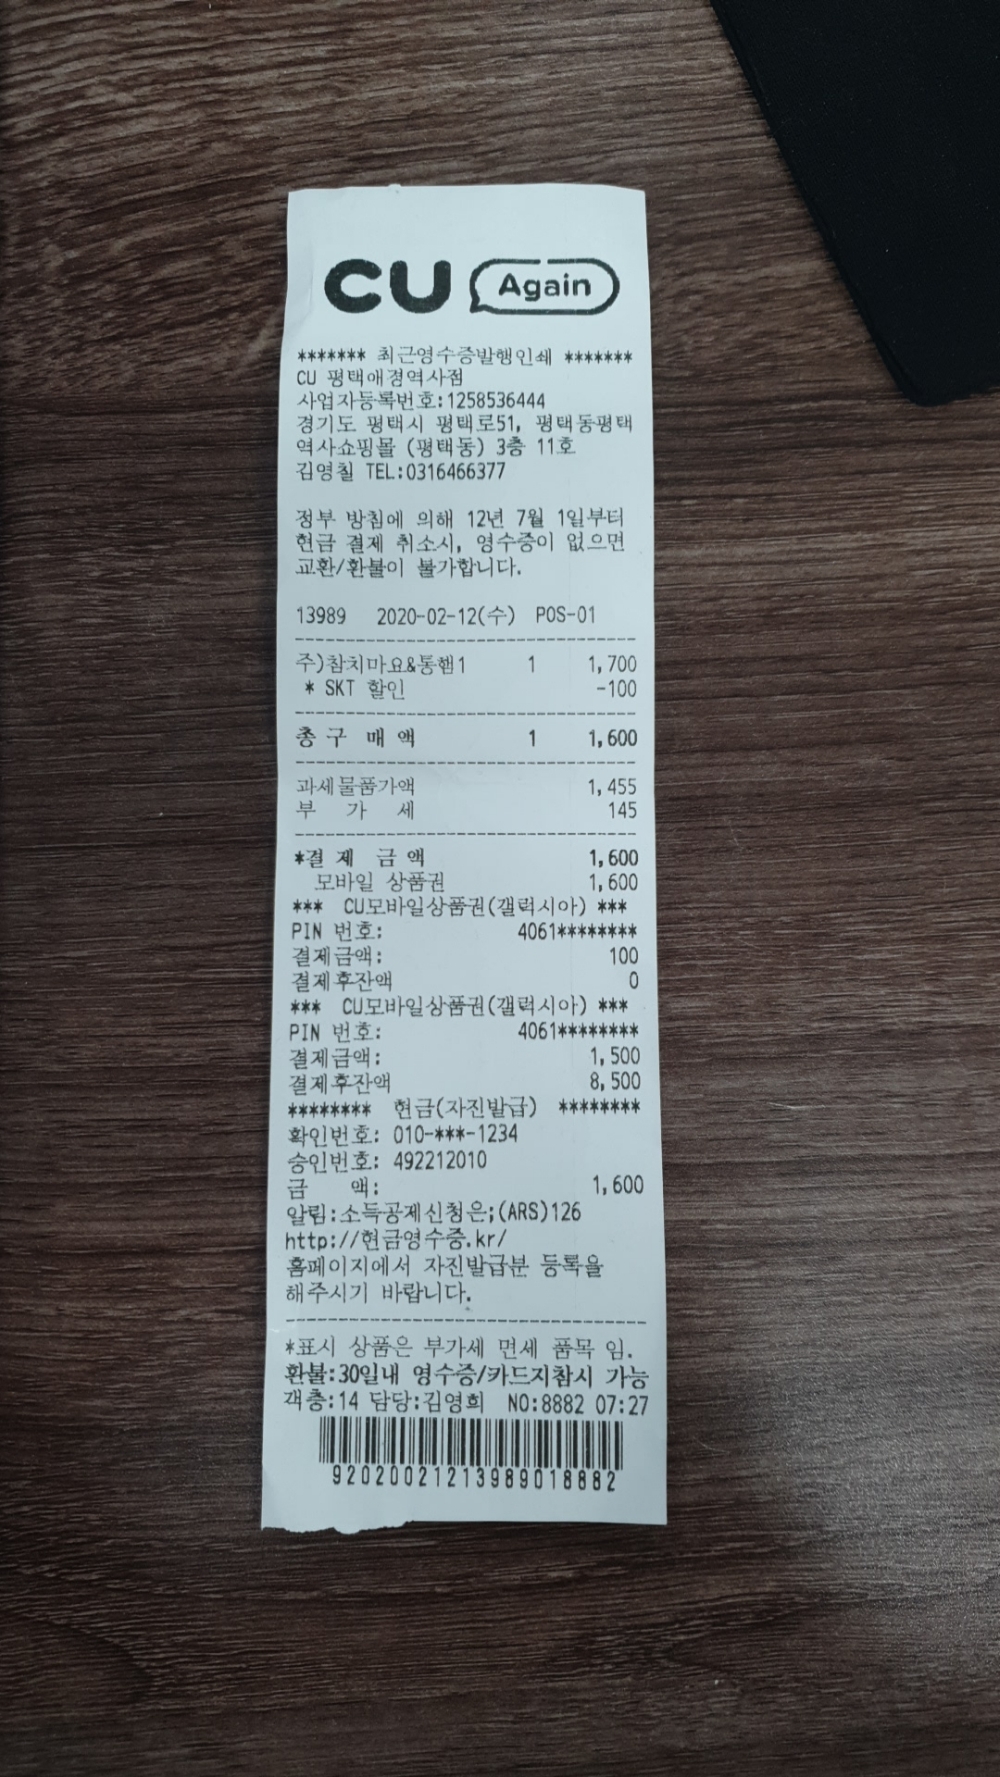 CU Again
******* 최근영수증발행인쇄 *******
CU 평택애경역사점
사업자등록번호:1258536444
경기도 평택시 평택로51, 평택동평택
역사쇼핑몰 (평택동) 3층 11호
김영칠 TEL:0316466377
정부 방침에 의해 12년 7월 1일부터
현금 결제 취소시, 영수증이 없으면
교환/환불이 불가합니다.
13989 2020-02-12(수) POS-01
주)참치마요&통햄1 1 1,700
* SKT 할인 -100
총 구 매 액 1 1,600
과세물품가액 1,455
부 가 세 145
*결 제 금 액 1,600
모바일 상품권 1,600
*** CU모바일상품권(갤럭시아) ***
PIN 번호: 4061********
결제금액: 100
결제후잔액 0
*** CU모바일상품권(갤럭시아) ***
PIN 번호: 4061********
결제금액: 1,500
결제후잔액 8,500
******** 현금(자진발급) ********
확인번호: 010-***-1234
승인번호: 492212010
금 액: 1,600
알림:소득공제신청은;(ARS)126
http://현금영수증.kr/
홈페이지에서 자진발급분 등록을
해주시기 바랍니다.
*표시 상품은 부가세 면세 품목 임.
환불:30일내 영수증/카드지참시 가능
객층:14 담당:김영희 NO:8882 07:27
92020021213989018882